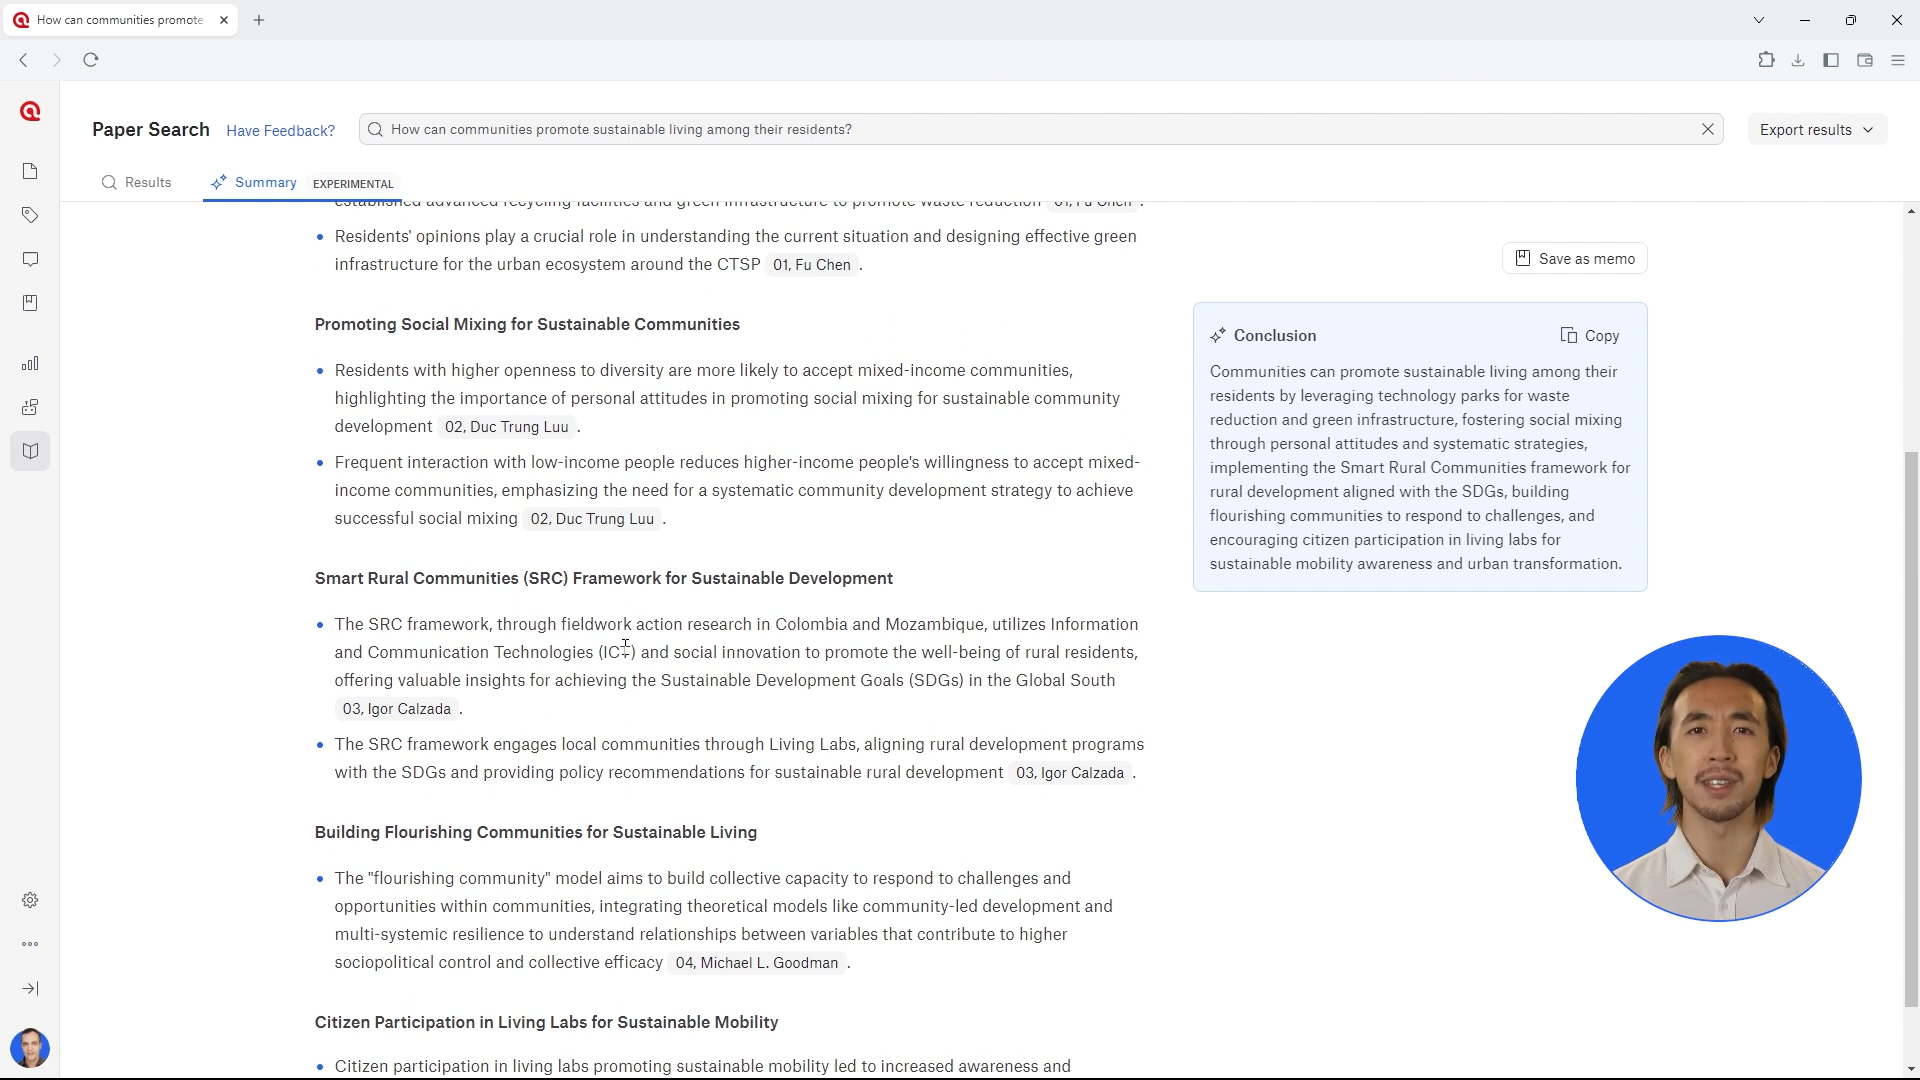 How can communities promote
Paper Search
Have Feedback?
How can communities promote sustainable living among their residents?
Export results
Results
Summary
EXPERIMENTAL
established advanced recycling facilities and green infrastructure to promote waste reduction 01, Fu Chen .
Residents' opinions play a crucial role in understanding the current situation and designing effective green
infrastructure for the urban ecosystem around the CTSP 01, Fu Chen .
Promoting Social Mixing for Sustainable Communities
Residents with higher openness to diversity are more likely to accept mixed-income communities,
highlighting the importance of personal attitudes in promoting social mixing for sustainable community
development 02, Duc Trung Luu .
Frequent interaction with low-income people reduces higher-income people's willingness to accept mixed-
income communities, emphasizing the need for a systematic community development strategy to achieve
successful social mixing 02, Duc Trung Luu .
Smart Rural Communities (SRC) Framework for Sustainable Development
The SRC framework, through fieldwork action research in Colombia and Mozambique, utilizes Information
and Communication Technologies (ICT) and social innovation to promote the well-being of rural residents,
offering valuable insights for achieving the Sustainable Development Goals (SDGs) in the Global South
03, Igor Calzada .
The SRC framework engages local communities through Living Labs, aligning rural development programs
with the SDGs and providing policy recommendations for sustainable rural development 03, Igor Calzada .
Building Flourishing Communities for Sustainable Living
The "flourishing community" model aims to build collective capacity to respond to challenges and
opportunities within communities, integrating theoretical models like community-led development and
multi-systemic resilience to understand relationships between variables that contribute to higher
sociopolitical control and collective efficacy 04, Michael L. Goodman .
Citizen Participation in Living Labs for Sustainable Mobility
Citizen participation in living labs promoting sustainable mobility led to increased awareness and
Save as memo
Conclusion
Copy
Communities can promote sustainable living among their
residents by leveraging technology parks for waste
reduction and green infrastructure, fostering social mixing
through personal attitudes and systematic strategies,
implementing the Smart Rural Communities framework for
rural development aligned with the SDGs, building
flourishing communities to respond to challenges, and
encouraging citizen participation in living labs for
sustainable mobility awareness and urban transformation.